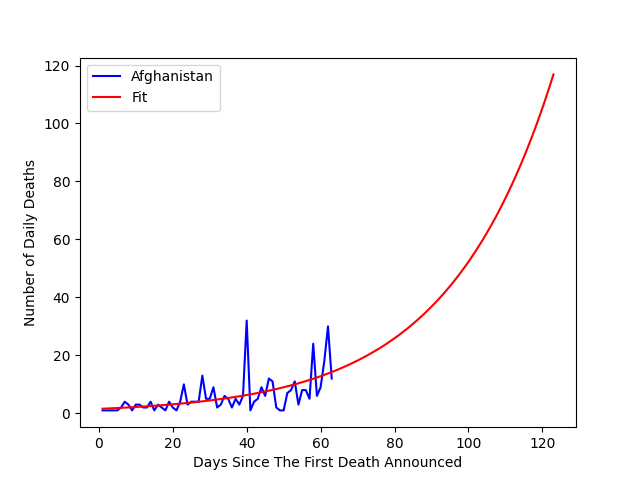 Afghanistan
Fit
Number of Daily Deaths
120
100
80
60
40
20
0
0 20 40 60 80 100 120
Days Since The First Death Announced